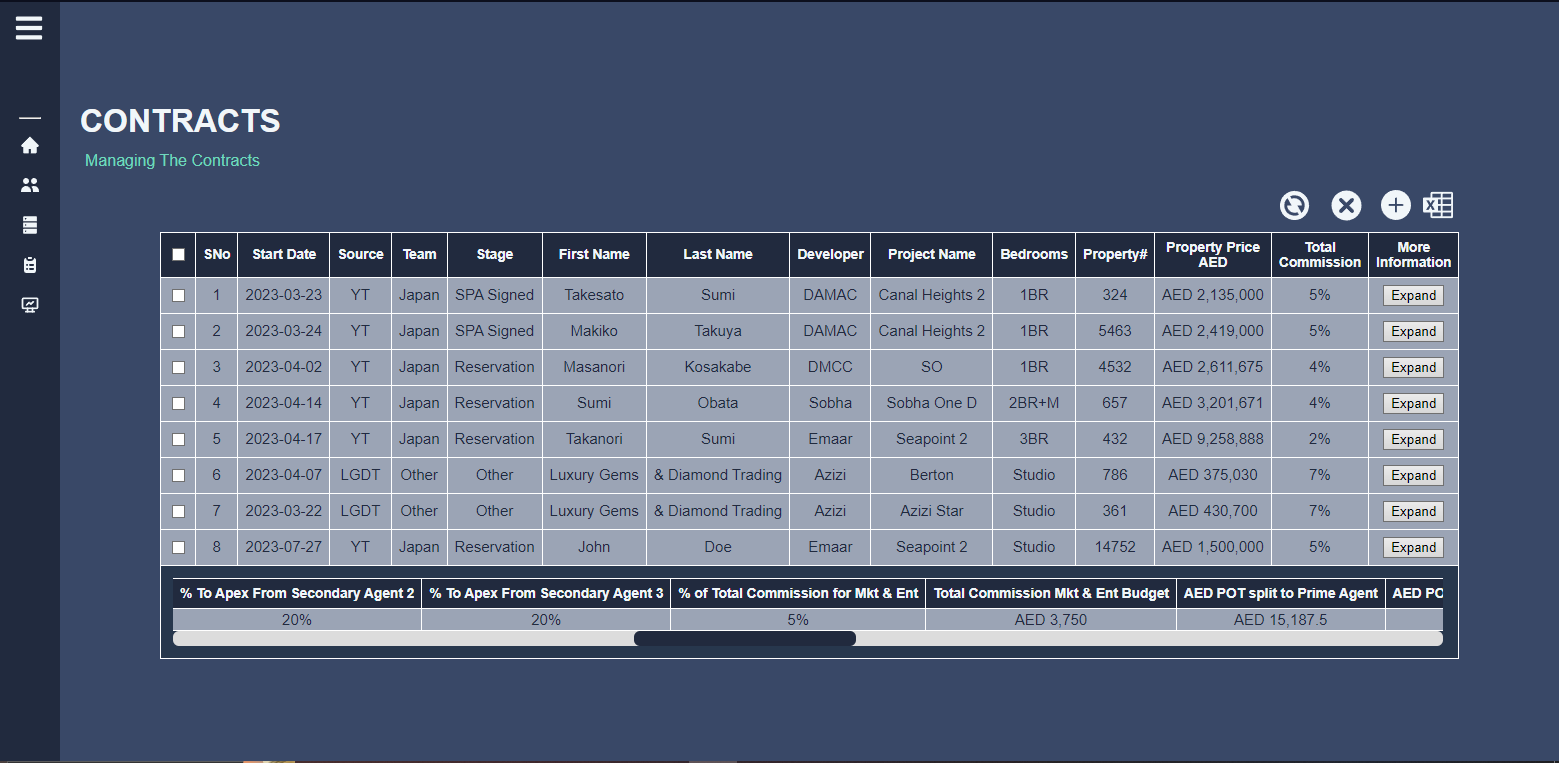 CONTRACTS
Managing The Contracts
SNo Start Date Source Team Stage First Name Last Name Developer Project Name Bedrooms Property# Property Price AED Total Commission More Information
1 2023-03-23 YT Japan SPA Signed Takesato Sumi DAMAC Canal Heights 2 1BR 324 AED 2,135,000 5% Expand
2 2023-03-24 YT Japan SPA Signed Makiko Takuya DAMAC Canal Heights 2 1BR 5463 AED 2,419,000 5% Expand
3 2023-04-02 YT Japan Reservation Masanori Kosakabe DMCC SO 1BR 4532 AED 2,611,675 4% Expand
4 2023-04-14 YT Japan Reservation Sumi Obata Sobha Sobha One D 2BR+M 657 AED 3,201,671 4% Expand
5 2023-04-17 YT Japan Reservation Takanori Sumi Emaar Seapoint 2 3BR 432 AED 9,258,888 2% Expand
6 2023-04-07 LGDT Other Other Luxury Gems & Diamond Trading Azizi Berton Studio 786 AED 375,030 7% Expand
7 2023-03-22 LGDT Other Other Luxury Gems & Diamond Trading Azizi Azizi Star Studio 361 AED 430,700 7% Expand
8 2023-07-27 YT Japan Reservation John Doe Emaar Seapoint 2 Studio 14752 AED 1,500,000 5% Expand
% To Apex From Secondary Agent 2 % To Apex From Secondary Agent 3 % of Total Commission for Mkt & Ent Total Commission Mkt & Ent Budget AED POT split to Prime Agent AED PO
20% 20% 5% AED 3,750 AED 15,187.5